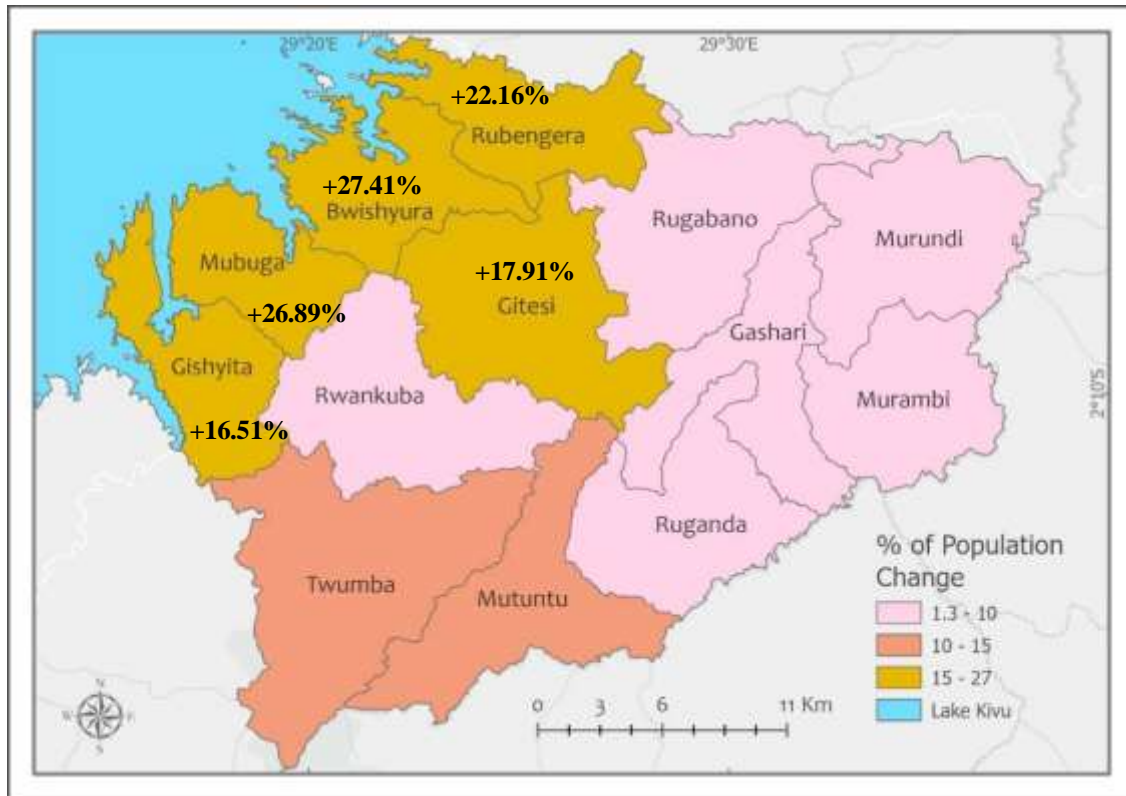 29°20'E
29°30'E
+22.16%
Rubengera
+27.41%
Bwishyura
Rugabano
Murundi
Mubuga
+17.91%
Gitesi
+26.89%
Gashari
Gishyita
Rwankuba
Murambi
2°10'S
+16.51%
Ruganda
Twumba
Mutuntu
% of Population
Change
1.3 - 10
10 - 15
15 - 27
Lake Kivu
N
W
E
S
0 3 6 11 Km